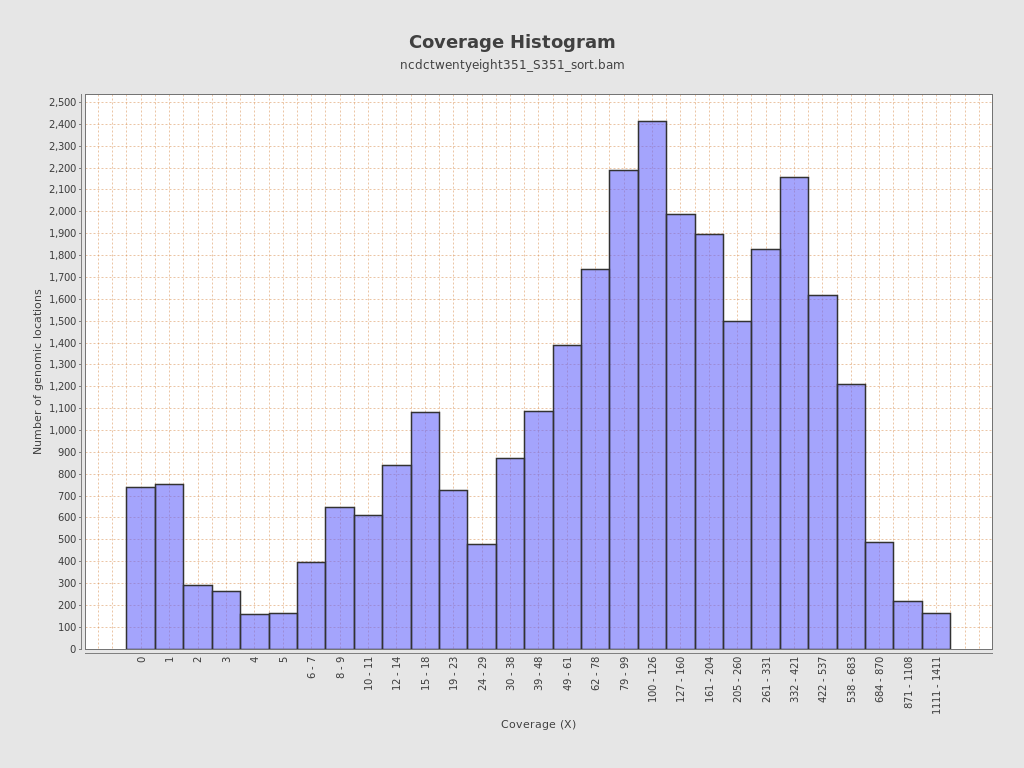 Coverage Histogram
ncdctwentyeight351_S351_sort.bam
Number of genomic locations
2,500
2,400
2,300
2,200
2,100
2,000
1,900
1,800
1,700
1,600
1,500
1,400
1,300
1,200
1,100
1,000
900
800
700
600
500
400
300
200
100
0
0
1
2
3
4
5
6 - 7
8 - 9
10 - 11
12 - 14
15 - 18
19 - 23
24 - 29
30 - 38
39 - 48
49 - 61
62 - 78
79 - 99
100 - 126
127 - 160
161 - 204
205 - 260
261 - 331
332 - 421
422 - 537
538 - 683
684 - 870
871 - 1108
1111 - 1411
Coverage (X)